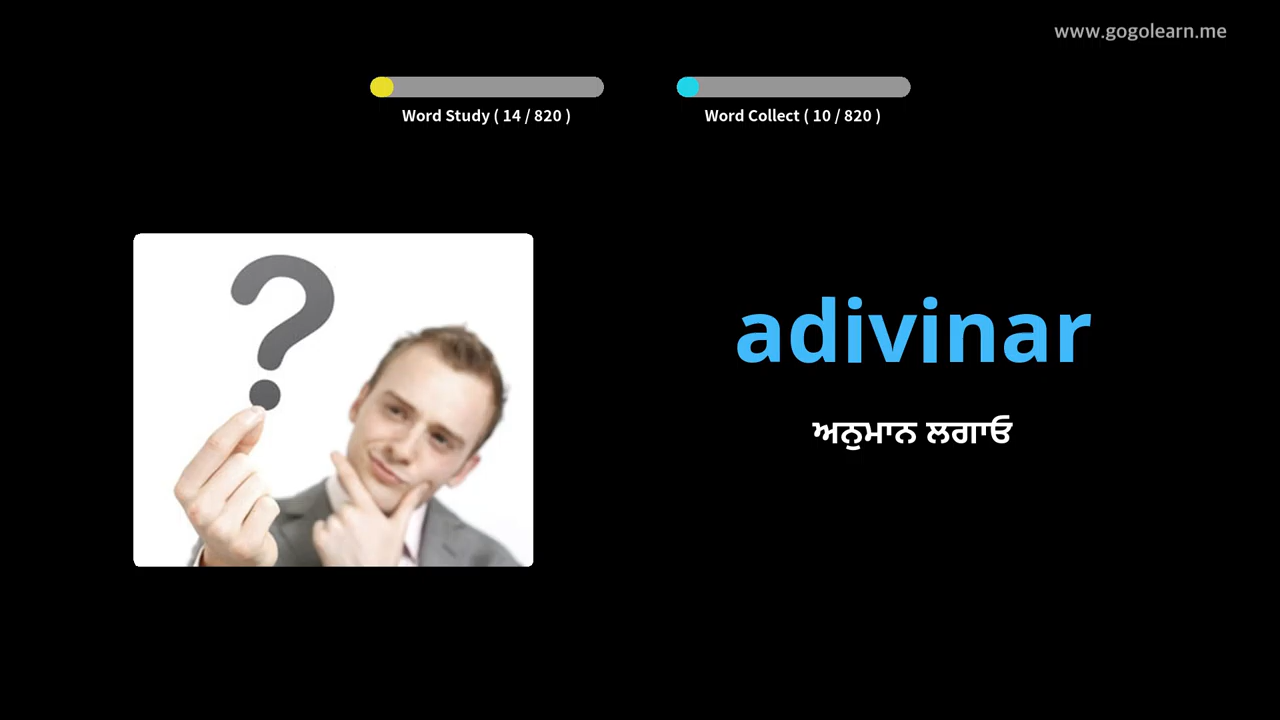 www.gogolearn.me
Word Study ( 14 / 820 )
Word Collect ( 10 / 820 )
adivinar
ਅਨੁਮਾਨ ਲਗਾਓ